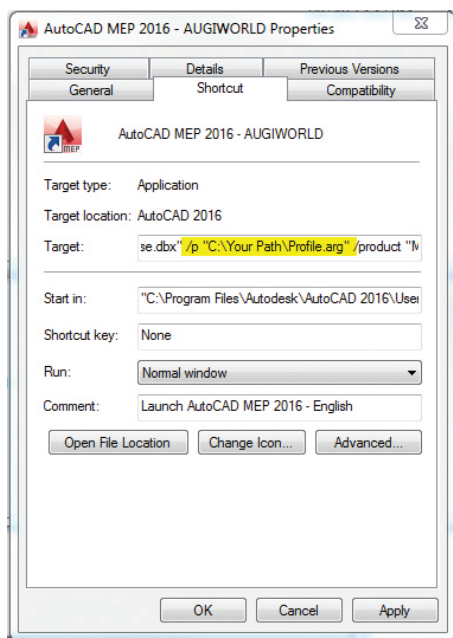 AutoCAD MEP 2016 - AUGIWORLD Properties
Security Details Previous Versions
General Shortcut Compatibility
MEP
AutoCAD MEP 2016 - AUGIWORLD
Target type: Application
Target location: AutoCAD 2016
Target: se.dbx" /p "C:\Your Path\Profile.arg" /product "M
Start in: "C:\Program Files\Autodesk\AutoCAD 2016\User
Shortcut key: None
Run: Normal window
Comment: Launch AutoCAD MEP 2016 - English
Open File Location Change Icon... Advanced...
OK Cancel Apply